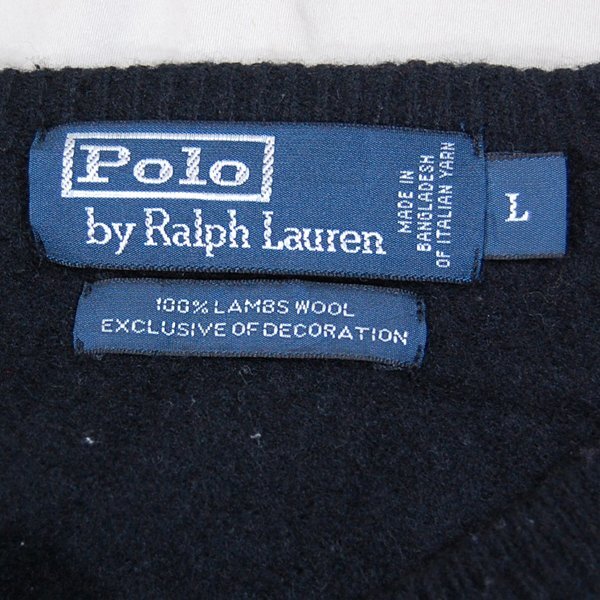 Polo
by Ralph Lauren
MADE IN
BANGLADESH
OF ITALIAN YARN
L
100% LAMBS WOOL
EXCLUSIVE OF DECORATION